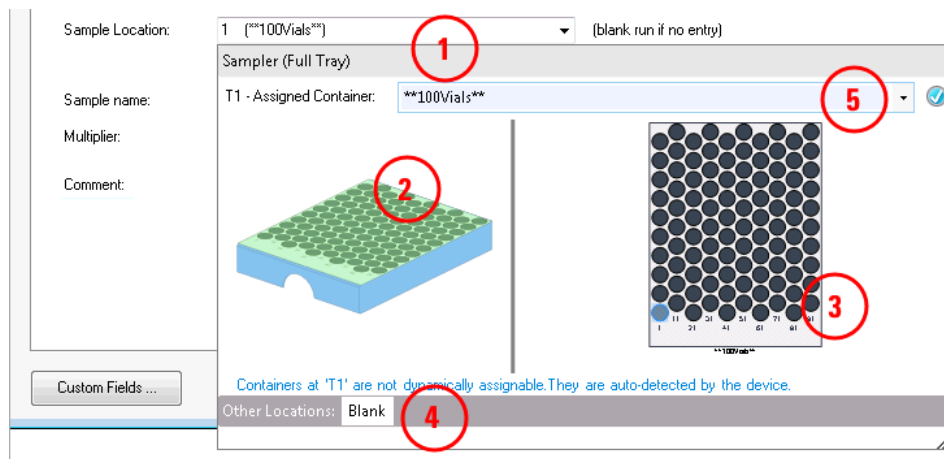 Sample Location: 1 (**100Vials**) (blank run if no entry)
1
Sampler (Full Tray)
Sample name: T1 - Assigned Container: **100Vials** 5
Multiplier:
Comment: 2
3
11 31 51 71 91
1 21 41 61 81
**100Vials**
Custom Fields ... Containers at 'T1' are not dynamically assignable.They are auto-detected by the device.
Other Locations: Blank 4